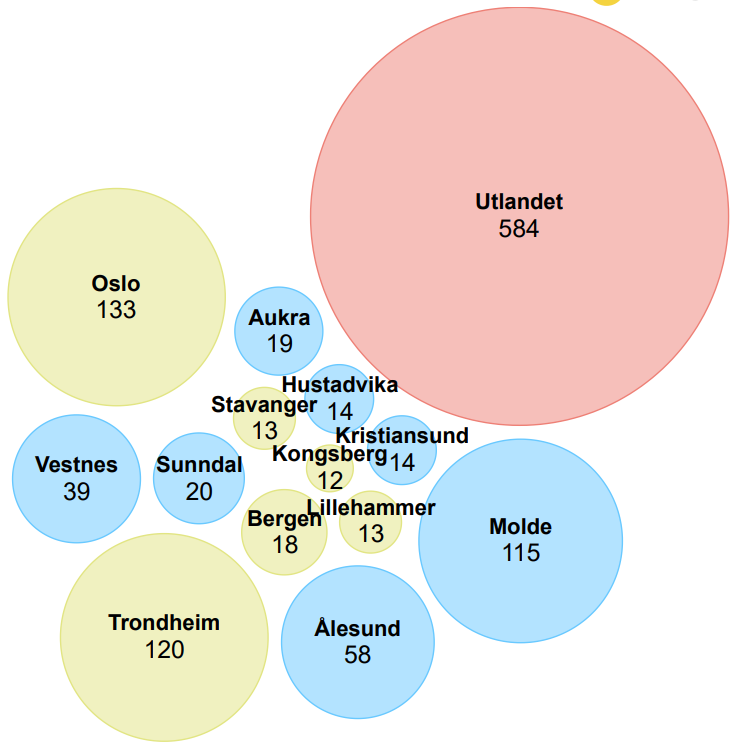 Utlandet
584
Oslo
133
Aukra
19
Hustadvika
14
Stavanger
13
Kristiansund
14
Kongsberg
12
Vestnes
39
Sunndal
20
Lillehammer
13
Bergen
18
Molde
115
Trondheim
120
Ålesund
58